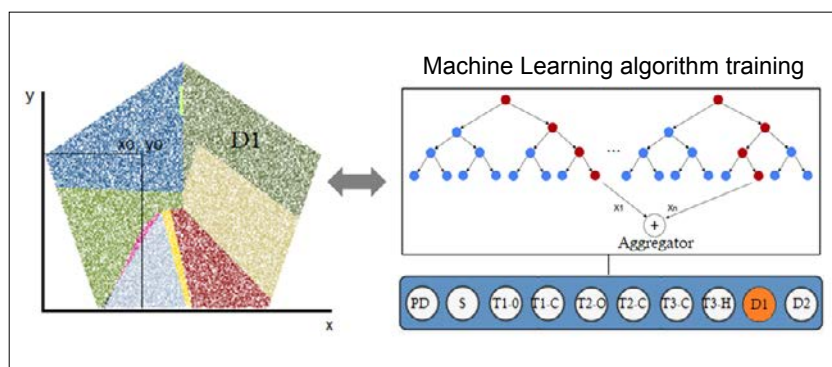 Machine Learning algorithm training
y
x0 y0
D1
x
...
X1 Xn
+
Aggregator
PD S T1-0 T1-C T2-O T2-C T3-C T3-H D1 D2